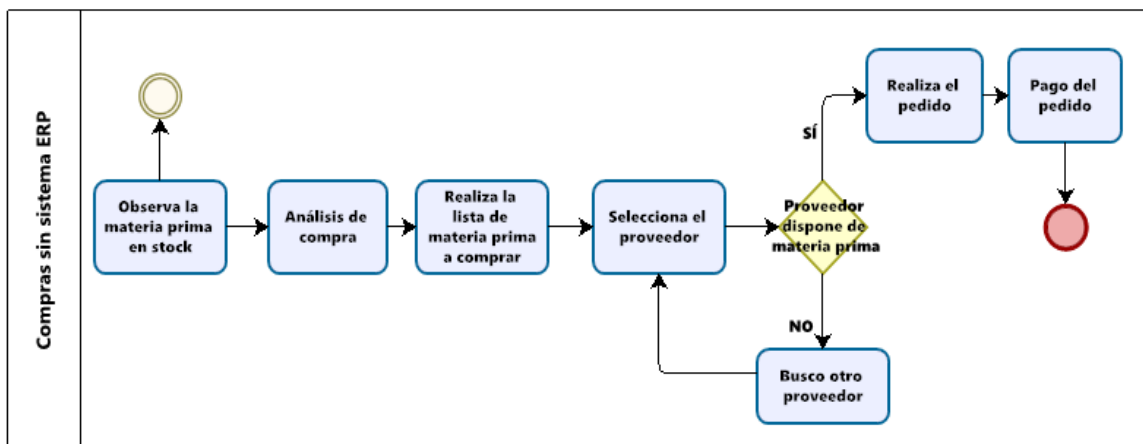 Compras sin sistema ERP
Observa la
materia prima
en stock
Análisis de
compra
Realiza la
lista de
materia prima
a comprar
Selecciona el
proveedor
Proveedor
dispone de
materia prima
SÍ
Realiza el
pedido
Pago del
pedido
NO
Busco otro
proveedor